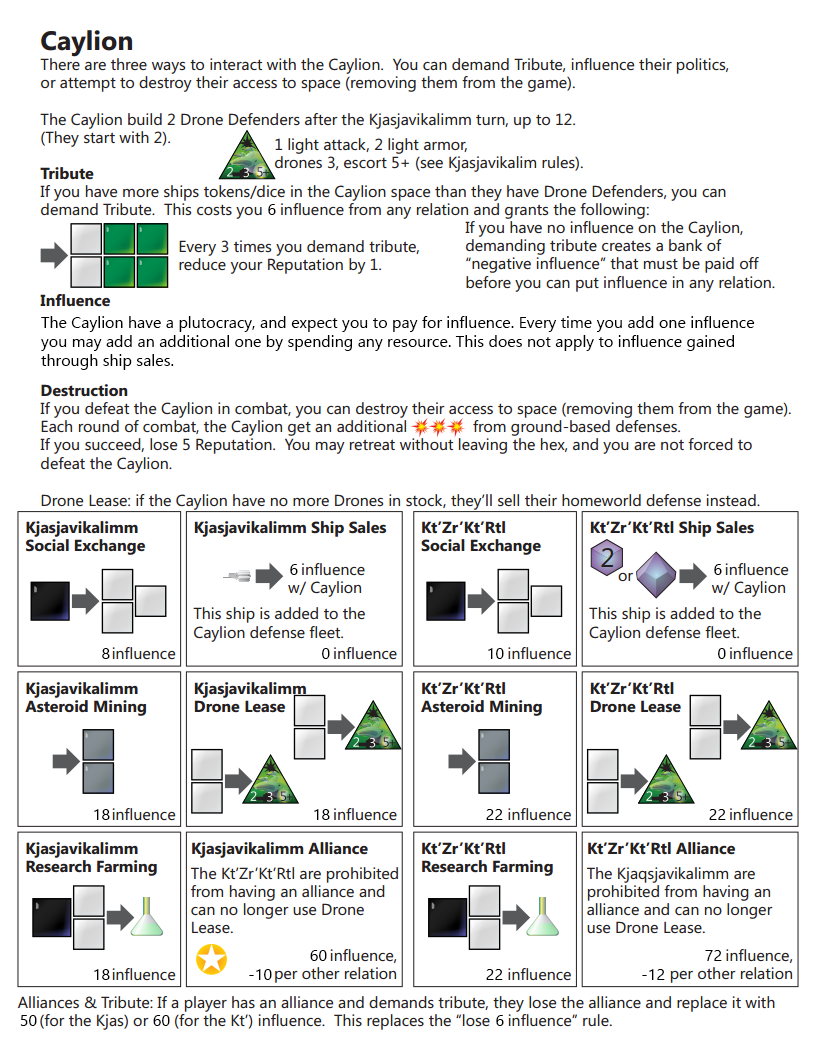 Caylion
There are three ways to interact with the Caylion. You can demand Tribute, influence their politics,
or attempt to destroy their access to space (removing them from the game).
The Caylion build 2 Drone Defenders after the Kjasjavikalimm turn, up to 12.
(They start with 2).
2 3 5+
1 light attack, 2 light armor,
drones 3, escort 5+ (see Kjasjavikalim rules).
Tribute
If you have more ships tokens/dice in the Caylion space than they have Drone Defenders, you can
demand Tribute. This costs you 6 influence from any relation and grants the following:
Every 3 times you demand tribute,
reduce your Reputation by 1.
If you have no influence on the Caylion,
demanding tribute creates a bank of
“negative influence” that must be paid off
before you can put influence in any relation.
Influence
The Caylion have a plutocracy, and expect you to pay for influence. Every time you add one influence
you may add an additional one by spending any resource. This does not apply to influence gained
through ship sales.
Destruction
If you defeat the Caylion in combat, you can destroy their access to space (removing them from the game).
Each round of combat, the Caylion get an additional from ground-based defenses.
If you succeed, lose 5 Reputation. You may retreat without leaving the hex, and you are not forced to
defeat the Caylion.
Drone Lease: if the Caylion have no more Drones in stock, they’ll sell their homeworld defense instead.
Kjasjavikalimm
Social Exchange
8 influence
Kjasjavikalimm Ship Sales
6 influence
w/ Caylion
This ship is added to the
Caylion defense fleet.
0 influence
Kt’Zr’Kt’Rtl
Social Exchange
10 influence
Kt’Zr’Kt’Rtl Ship Sales
2
or
6 influence
w/ Caylion
This ship is added to the
Caylion defense fleet.
0 influence
Kjasjavikalimm
Asteroid Mining
18 influence
Kjasjavikalimm
Drone Lease
2 3 5+
2 3 5+
18 influence
Kt’Zr’Kt’Rtl
Asteroid Mining
22 influence
Kt’Zr’Kt’Rtl
Drone Lease
2 3 5+
2 3 5+
22 influence
Kjasjavikalimm
Research Farming
18 influence
Kjasjavikalimm Alliance
The Kt’Zr’Kt’Rtl are prohibited
from having an alliance and
can no longer use Drone
Lease.
60 influence,
-10 per other relation
Kt’Zr’Kt’Rtl
Research Farming
22 influence
Kt’Zr’Kt’Rtl Alliance
The Kjaqsjavikalimm are
prohibited from having an
alliance and can no longer
use Drone Lease.
72 influence,
-12 per other relation
Alliances & Tribute: If a player has an alliance and demands tribute, they lose the alliance and replace it with
50 (for the Kjas) or 60 (for the Kt’) influence. This replaces the “lose 6 influence” rule.